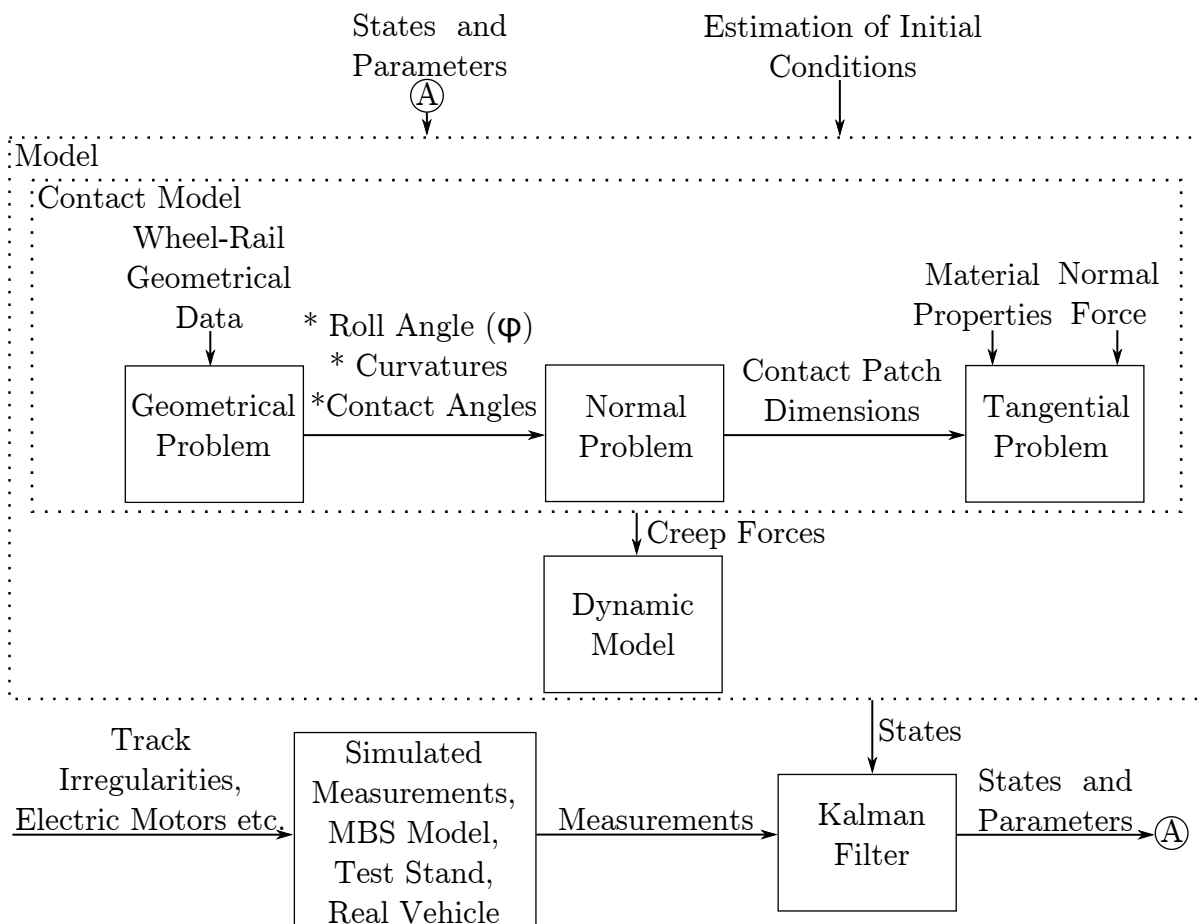 States and
Parameters
A
Estimation of Initial
Conditions
Model
Contact Model
Wheel-Rail
Geometrical
Data
* Roll Angle (φ)
* Curvatures
*Contact Angles
Geometrical
Problem
Normal
Problem
Contact Patch
Dimensions
Material
Properties
Normal
Force
Tangential
Problem
Creep Forces
Dynamic
Model
States
Track
Irregularities,
Electric Motors etc.
Simulated
Measurements,
MBS Model,
Test Stand,
Real Vehicle
Measurements
Kalman
Filter
States and
Parameters
A